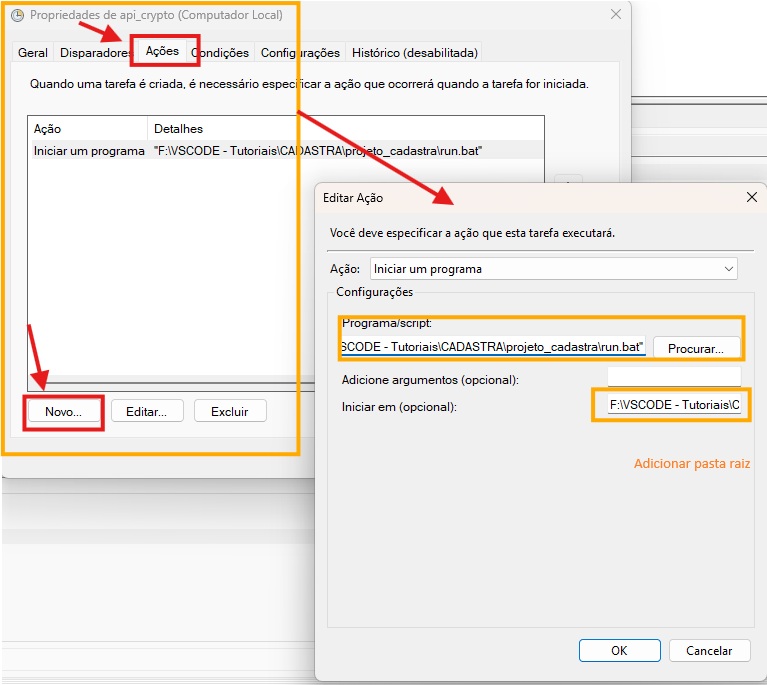 Propriedades de api_crypto (Computador Local)
Geral Disparadores Ações Condições Configurações Histórico (desabilitada)
Quando uma tarefa é criada, é necessário especificar a ação que ocorrerá quando a tarefa for iniciada.
Ação Detalhes
Iniciar um programa "F:\VSCODE - Tutoriais\CADASTRA\projeto_cadastra\run.bat"
Novo... Editar... Excluir
Editar Ação
Você deve especificar a ação que esta tarefa executará.
Ação: Iniciar um programa
Configurações
Programa/script:
SCODE - Tutoriais\CADASTRA\projeto_cadastra\run.bat" Procurar...
Adicione argumentos (opcional):
Iniciar em (opcional): F:\VSCODE - Tutoriais\C
Adicionar pasta raiz
OK Cancelar